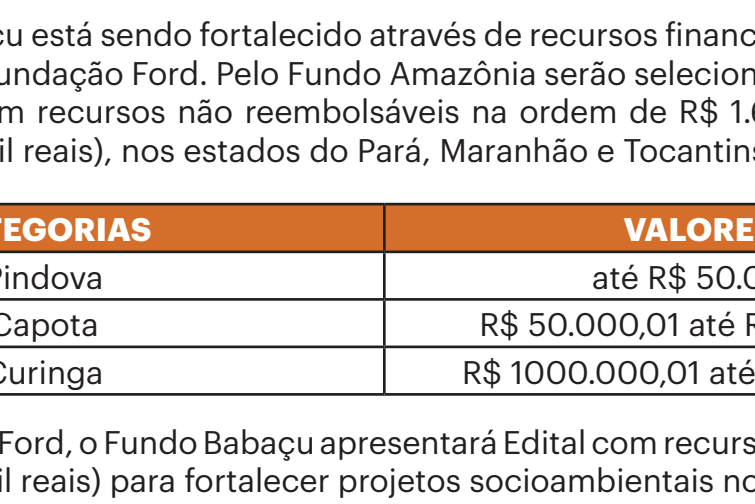 cu está sendo fortalecido através de recursos financ
undação Ford. Pelo Fundo Amazônia serão selecion
m recursos não reembolsáveis na ordem de R$ 1.6
il reais), nos estados do Pará, Maranhão e Tocantins
TEGORIAS VALORE
Pindova até R$ 50.0
Capota R$ 50.000,01 até R
Curinga R$ 1000.000,01 até
Ford, o Fundo Babaçu apresentará Edital com recurs
il reais) para fortalecer projetos socioambientais no